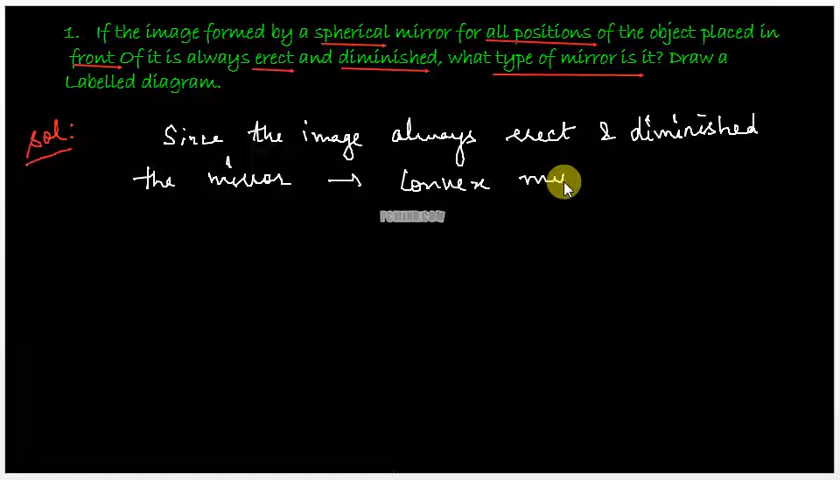 1. If the image formed by a spherical mirror for all positions of the object placed in
front Of it is always erect and diminished, what type of mirror is it? Draw a
Labelled diagram.
Sol: Since the image always erect & diminished
the mirror → Convex